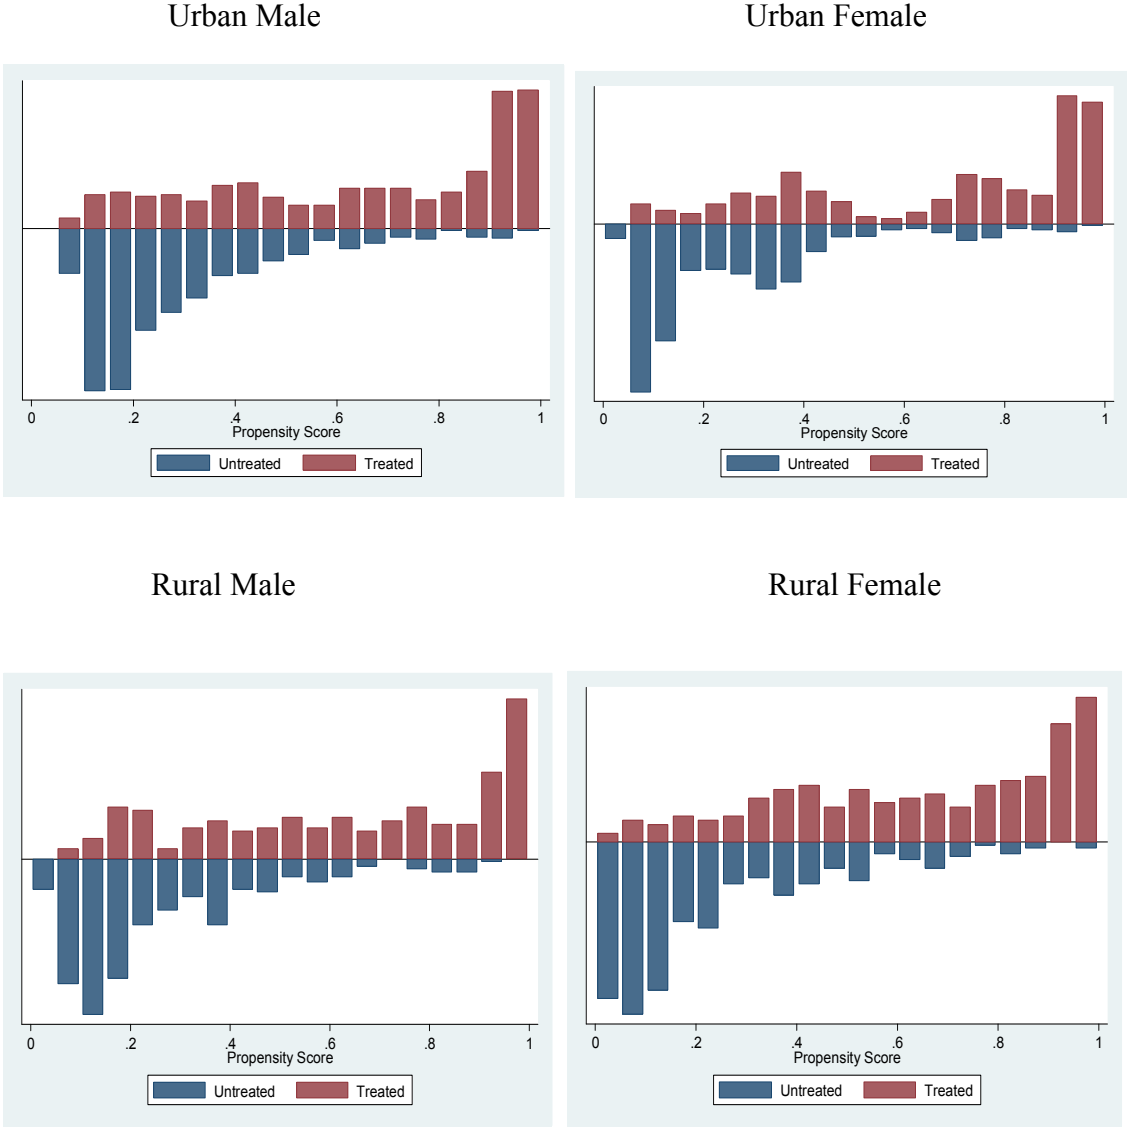 Urban Male
Urban Female
0 .2 .4 .6 .8 1
Propensity Score
Untreated Treated
0 .2 .4 .6 .8 1
Propensity Score
Untreated Treated
Rural Male
Rural Female
0 .2 .4 .6 .8 1
Propensity Score
Untreated Treated
0 .2 .4 .6 .8 1
Propensity Score
Untreated Treated